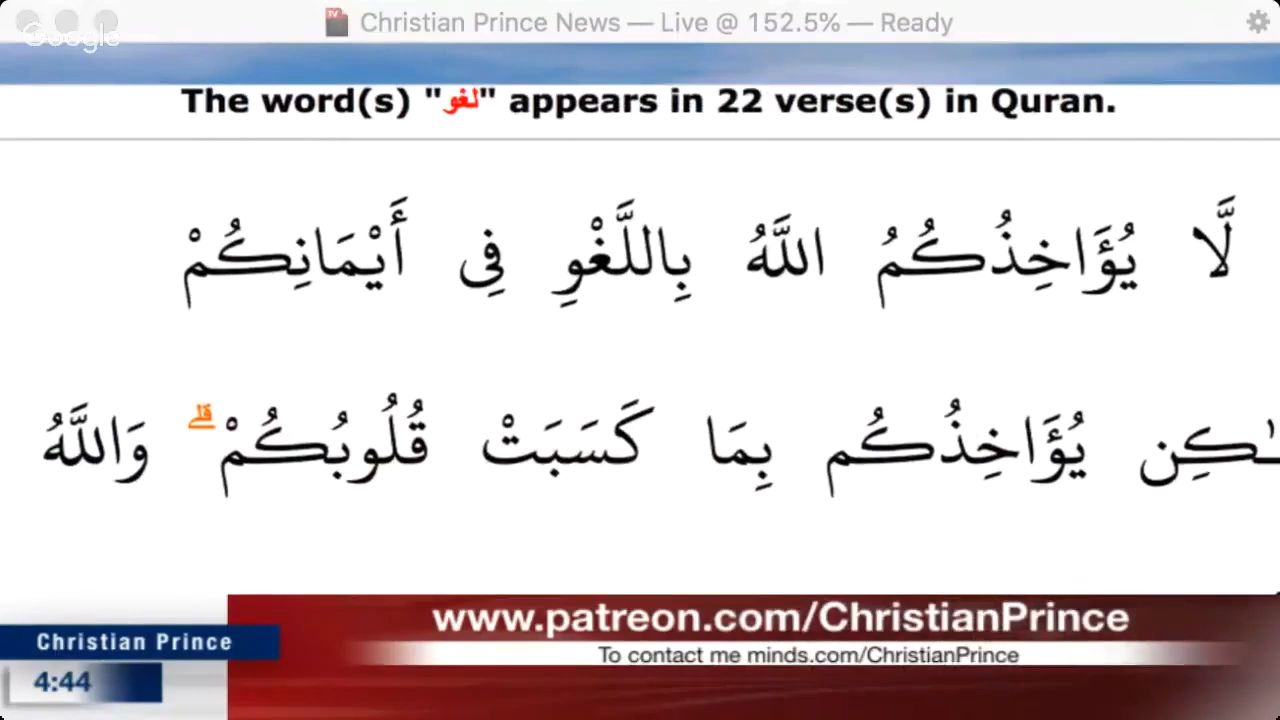 Christian Prince News — Live @ 152.5% — Ready
Google
The word(s) "لغو" appears in 22 verse(s) in Quran.
لَّا يُؤَاخِذُكُمُ اللَّهُ بِاللَّغْوِ فِى أَيْمَانِكُمْ
ـٰكِن يُؤَاخِذُكُم بِمَا كَسَبَتْ قُلُوبُكُمْ ۗ وَاللَّهُ
www.patreon.com/ChristianPrince
Christian Prince
To contact me minds.com/ChristianPrince
4:44